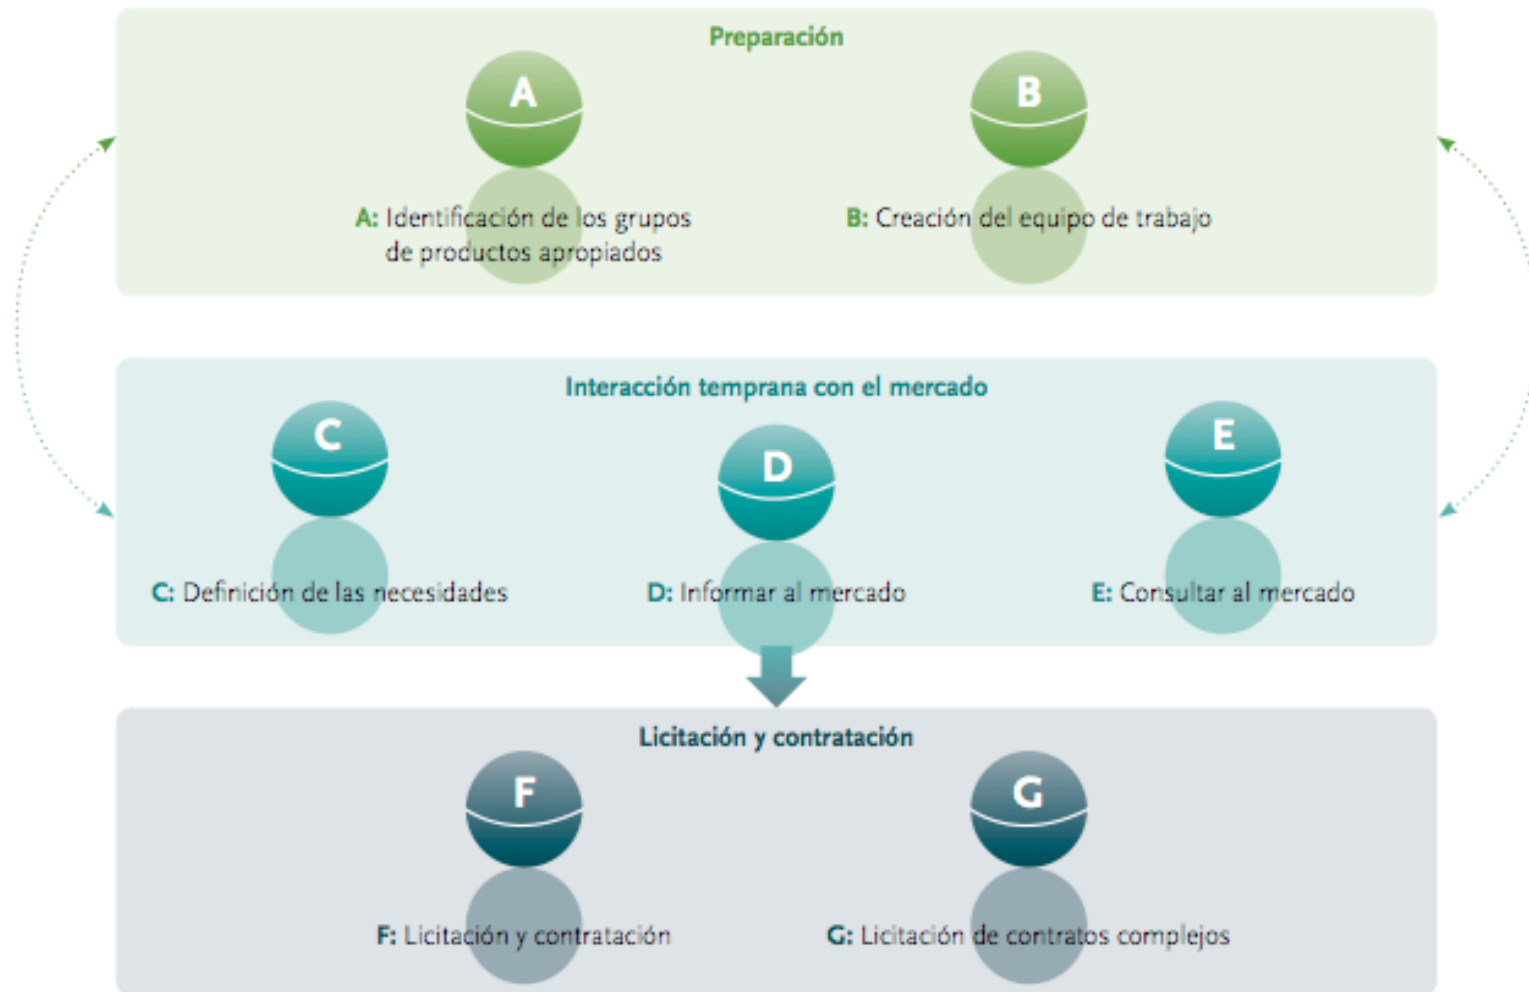 Preparación
A
B
A: Identificación de los grupos
de productos apropiados
B: Creación del equipo de trabajo
Interacción temprana con el mercado
C
D
E
C: Definición de las necesidades
D: Informar al mercado
E: Consultar al mercado
Licitación y contratación
F
G
F: Licitación y contratación
G: Licitación de contratos complejos